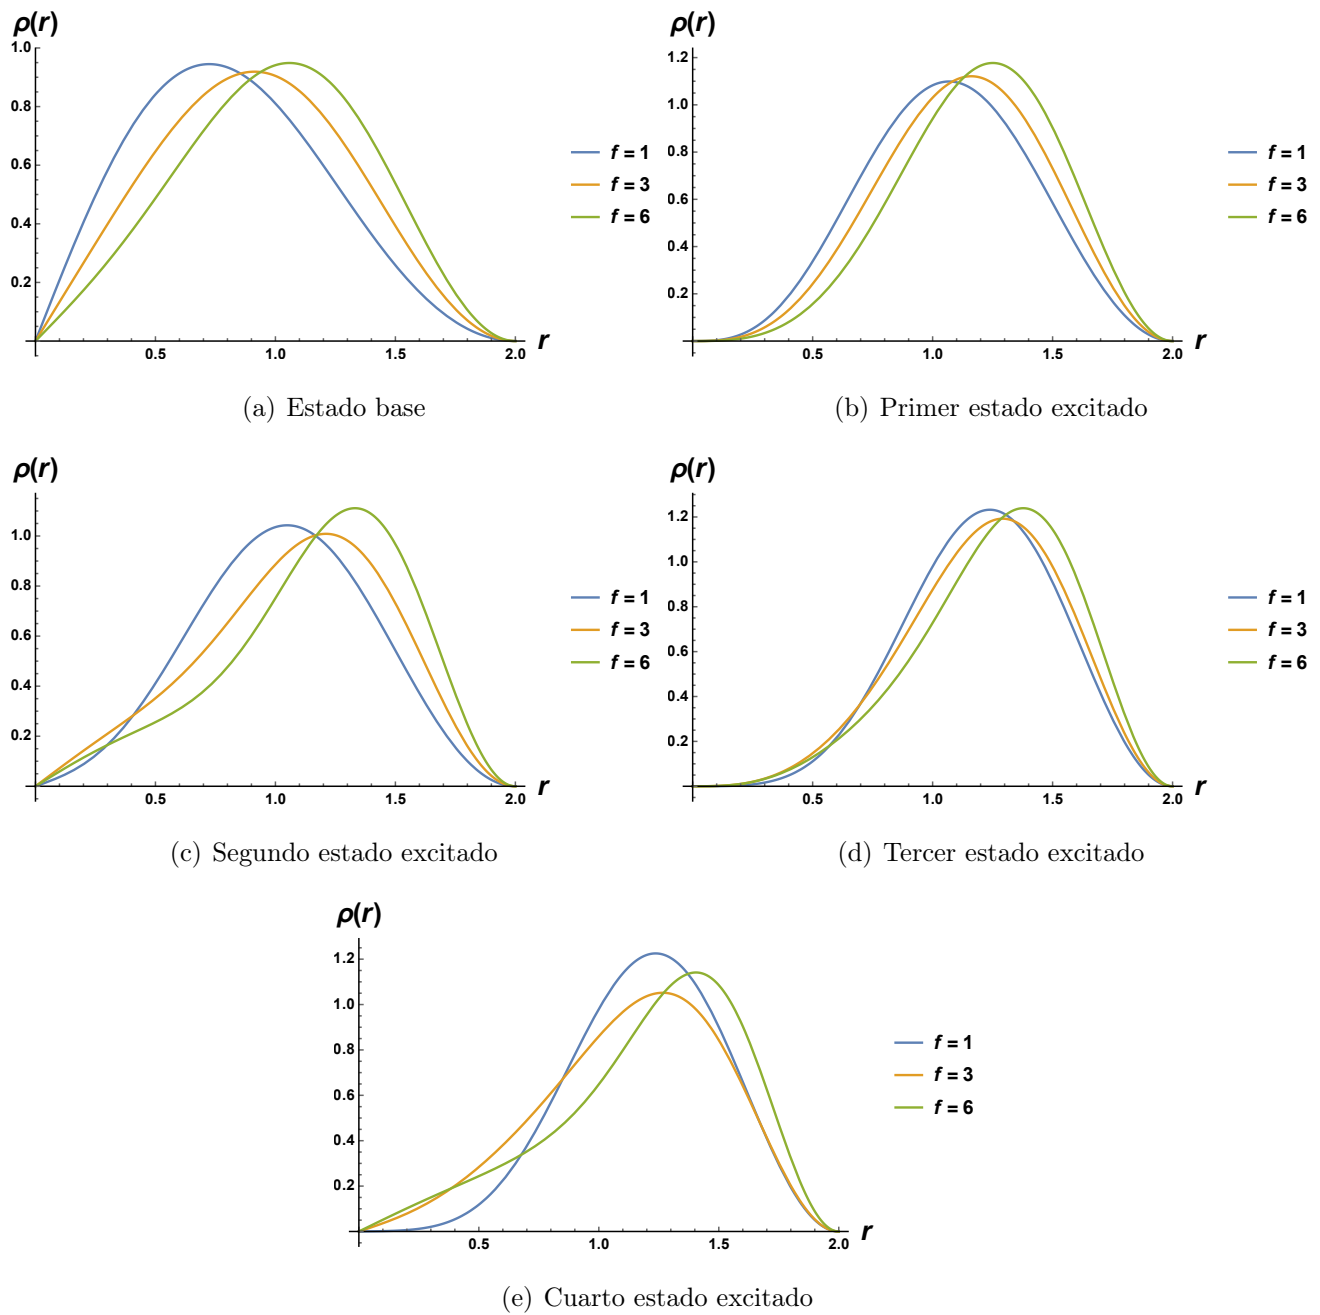 ρ(r)
1.0
0.8
0.6
0.4
0.2
0.5 1.0 1.5 2.0 r
f = 1
f = 3
f = 6
(a) Estado base
ρ(r)
1.2
1.0
0.8
0.6
0.4
0.2
0.5 1.0 1.5 2.0 r
f = 1
f = 3
f = 6
(b) Primer estado excitado
ρ(r)
1.0
0.8
0.6
0.4
0.2
0.5 1.0 1.5 2.0 r
f = 1
f = 3
f = 6
(c) Segundo estado excitado
ρ(r)
1.2
1.0
0.8
0.6
0.4
0.2
0.5 1.0 1.5 2.0 r
f = 1
f = 3
f = 6
(d) Tercer estado excitado
ρ(r)
1.2
1.0
0.8
0.6
0.4
0.2
0.5 1.0 1.5 2.0 r
f = 1
f = 3
f = 6
(e) Cuarto estado excitado